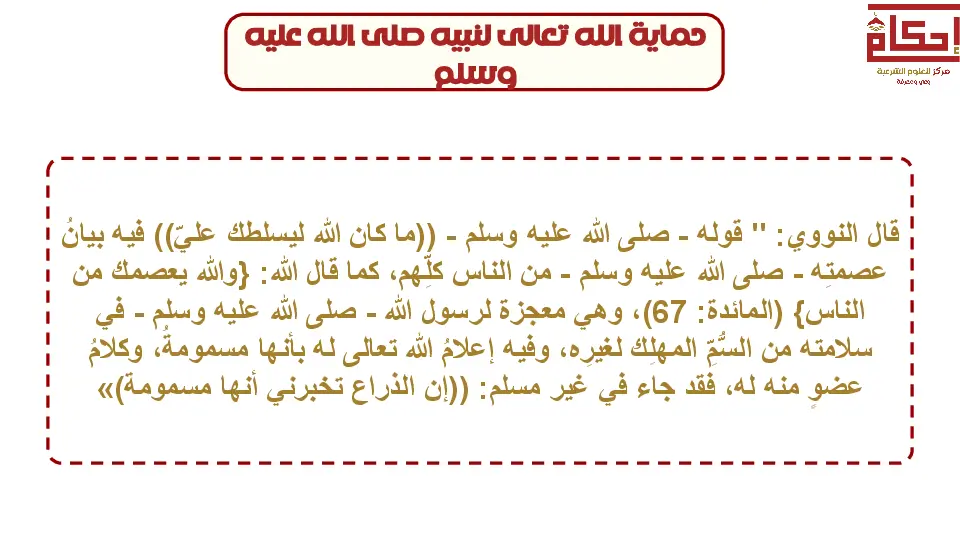 حماية الله تعالى لنبيه صلى الله عليه
وسلم
إحكام
مركز للعلوم الشرعية
وعي ومعرفة
قال النووي: " قوله - صلى الله عليه وسلم - ((ما كان الله ليسلطك عليّ)) فيه بيانُ
عصمتِه - صلى الله عليه وسلم - من الناس كلِّهم، كما قال الله: {والله يعصمك من
الناس} (المائدة: 67)، وهي معجزة لرسول الله - صلى الله عليه وسلم - في
سلامته من السُّمِّ المهلِك لغيرِه، وفيه إعلامُ الله تعالى له بأنها مسمومةُ، وكلامُ
عضوٍ منه له، فقد جاء في غير مسلم: ((إن الذراع تخبرني أنها مسمومة)»